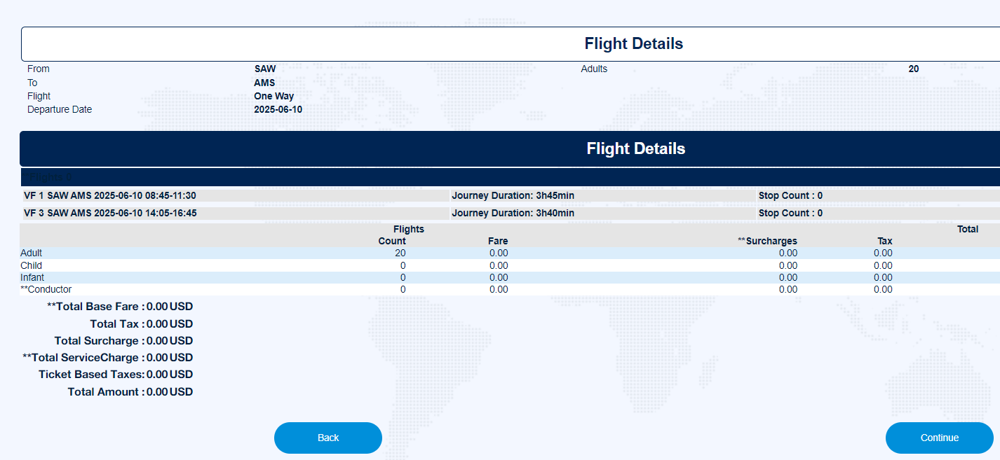 Flight Details
From SAW Adults 20
To AMS
Flight One Way
Departure Date 2025-06-10
Flight Details
Flights 0
VF 1 SAW AMS 2025-06-10 08:45-11:30 Journey Duration: 3h45min Stop Count : 0
VF 3 SAW AMS 2025-06-10 14:05-16:45 Journey Duration: 3h40min Stop Count : 0
Flights Total
Count Fare **Surcharges Tax
Adult 20 0.00 0.00 0.00
Child 0 0.00 0.00 0.00
Infant 0 0.00 0.00 0.00
**Conductor 0 0.00 0.00 0.00
**Total Base Fare : 0.00 USD
Total Tax : 0.00 USD
Total Surcharge : 0.00 USD
**Total ServiceCharge : 0.00 USD
Ticket Based Taxes: 0.00 USD
Total Amount : 0.00 USD
Back Continue